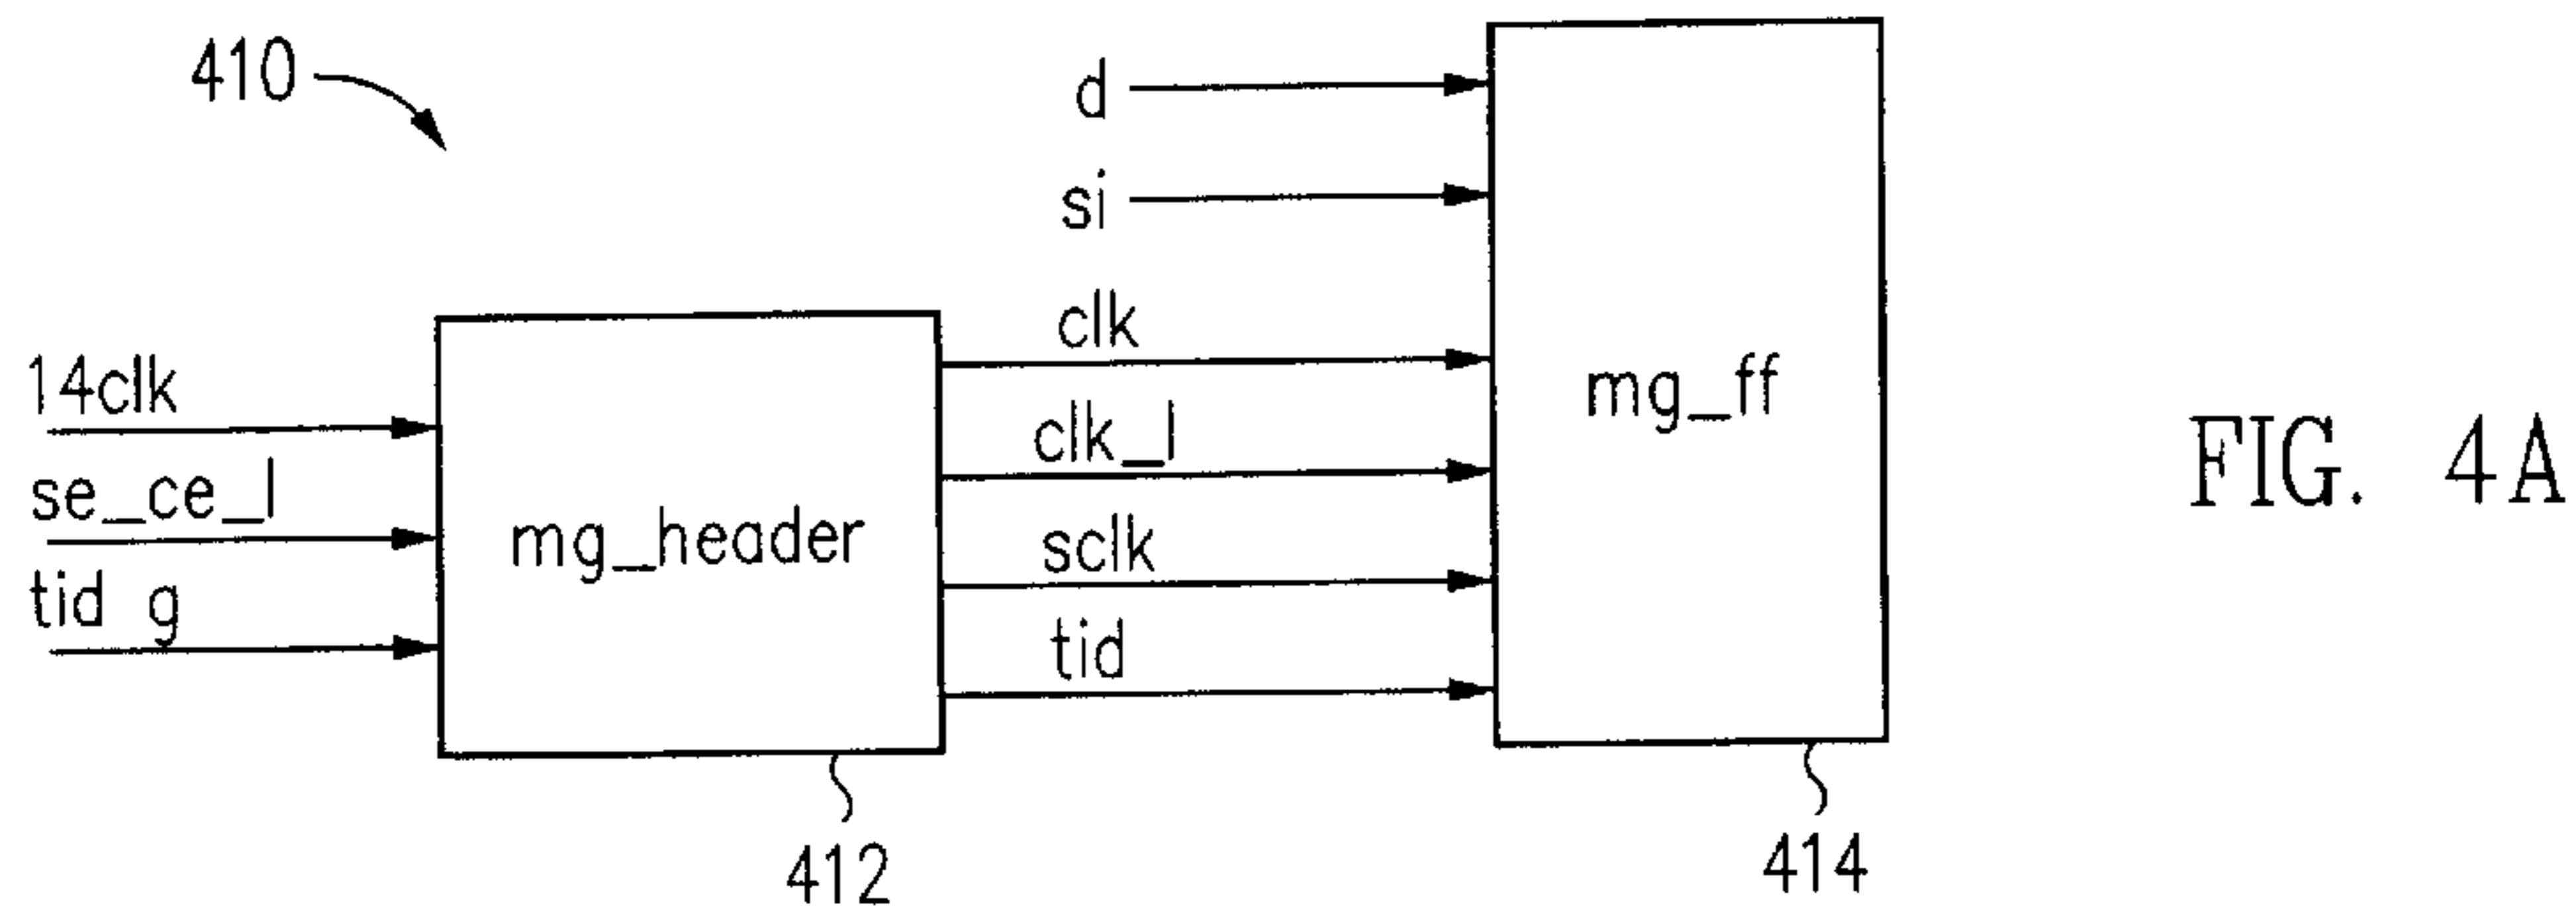 410
d
si
clk
14clk
clk_l
mg_ff
se_ce_l
mg_header
sclk
tid g
tid
412
414
FIG. 4A